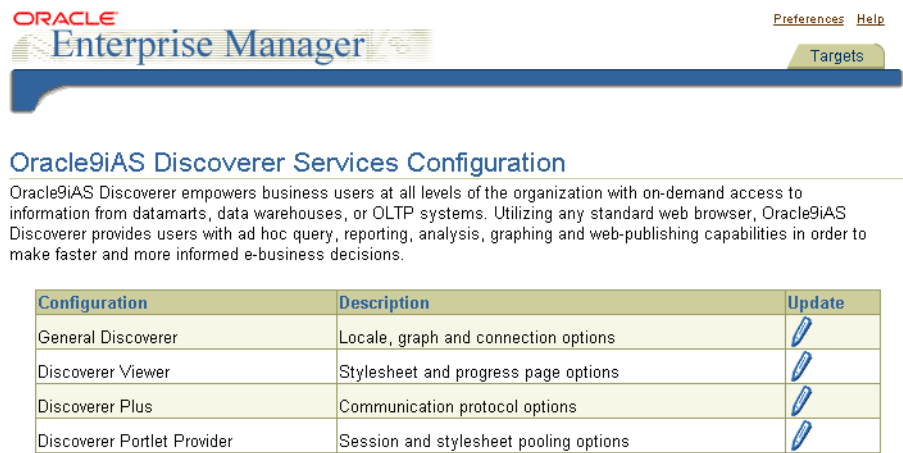 ORACLE
Enterprise Manager
Preferences Help
Targets
Oracle9iAS Discoverer Services Configuration
Oracle9iAS Discoverer empowers business users at all levels of the organization with on-demand access to
information from datamarts, data warehouses, or OLTP systems. Utilizing any standard web browser, Oracle9iAS
Discoverer provides users with ad hoc query, reporting, analysis, graphing and web-publishing capabilities in order to
make faster and more informed e-business decisions.
Configuration Description Update
General Discoverer Locale, graph and connection options
Discoverer Viewer Stylesheet and progress page options
Discoverer Plus Communication protocol options
Discoverer Portlet Provider Session and stylesheet pooling options